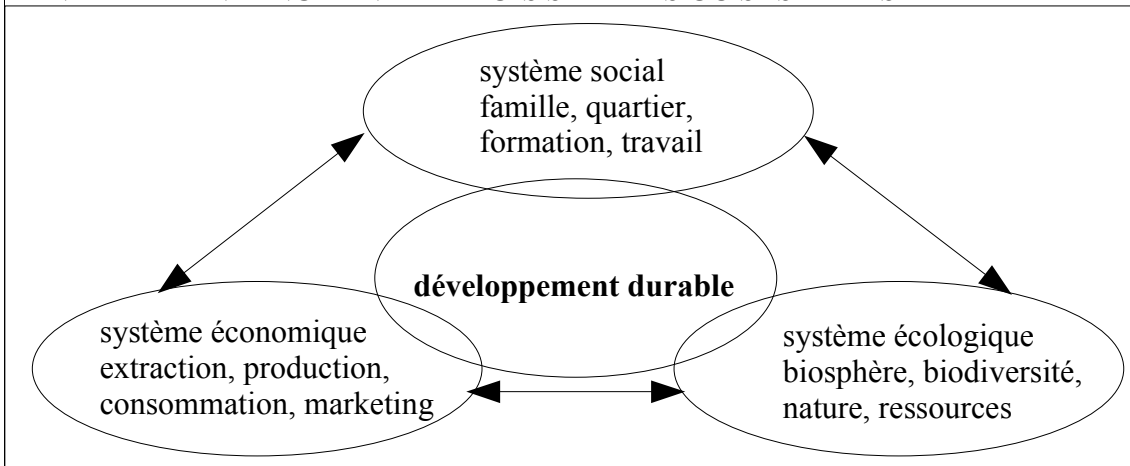 système social
famille, quartier,
formation, travail
développement durable
système économique
extraction, production,
consommation, marketing
système écologique
biosphère, biodiversité,
nature, ressources